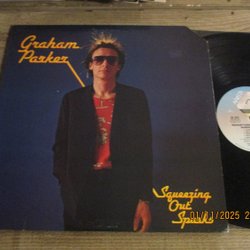 Graham
Parker
Squeezing
Out
Sparks
01/11/2025